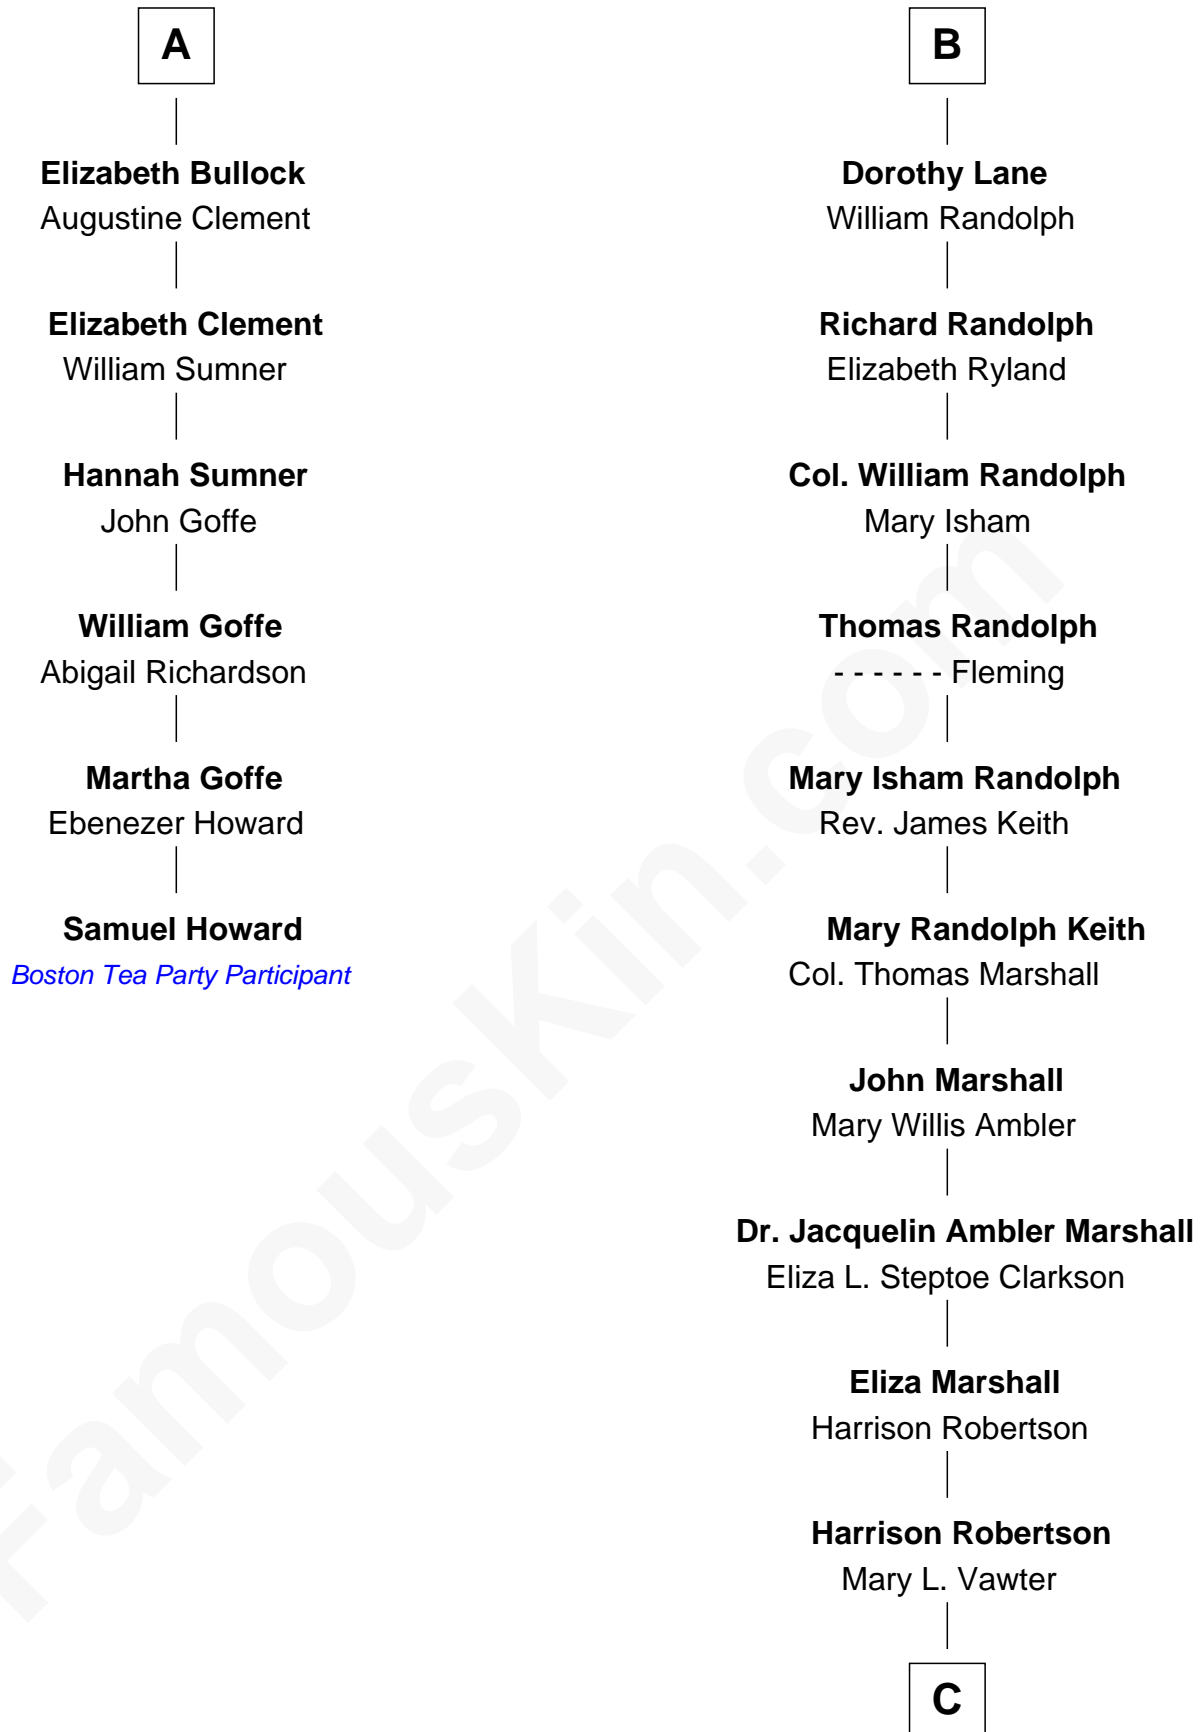 A
Elizabeth Bullock
Augustine Clement
Elizabeth Clement
William Sumner
Hannah Sumner
John Goffe
William Goffe
Abigail Richardson
Martha Goffe
Ebenezer Howard
Samuel Howard
Boston Tea Party Participant
B
Dorothy Lane
William Randolph
Richard Randolph
Elizabeth Ryland
Col. William Randolph
Mary Isham
Thomas Randolph
- - - - - - Fleming
Mary Isham Randolph
Rev. James Keith
Mary Randolph Keith
Col. Thomas Marshall
John Marshall
Mary Willis Ambler
Dr. Jacquelin Ambler Marshall
Eliza L. Steptoe Clarkson
Eliza Marshall
Harrison Robertson
Harrison Robertson
Mary L. Vawter
C
FamousKin.com